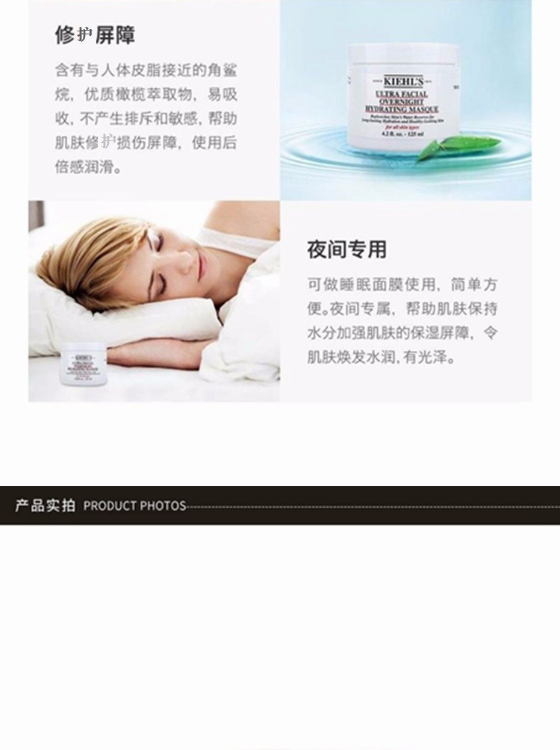 修护屏障
含有与人体皮脂接近的角鲨
烷，优质橄榄萃取物，易吸
收，不产生排斥和敏感，帮助
肌肤修护损伤屏障，使用后
倍感润滑。
KIEHL'S
ULTRA FACIAL
OVERNIGHT
HYDRATING MASQUE
for all skin types
4.2 fl. oz. - 125 ml
夜间专用
可做睡眠面膜使用，简单方
便。夜间专属，帮助肌肤保持
水分加强肌肤的保湿屏障，令
肌肤焕发水润，有光泽。
KIEHL'S
产品实拍 PRODUCT PHOTOS